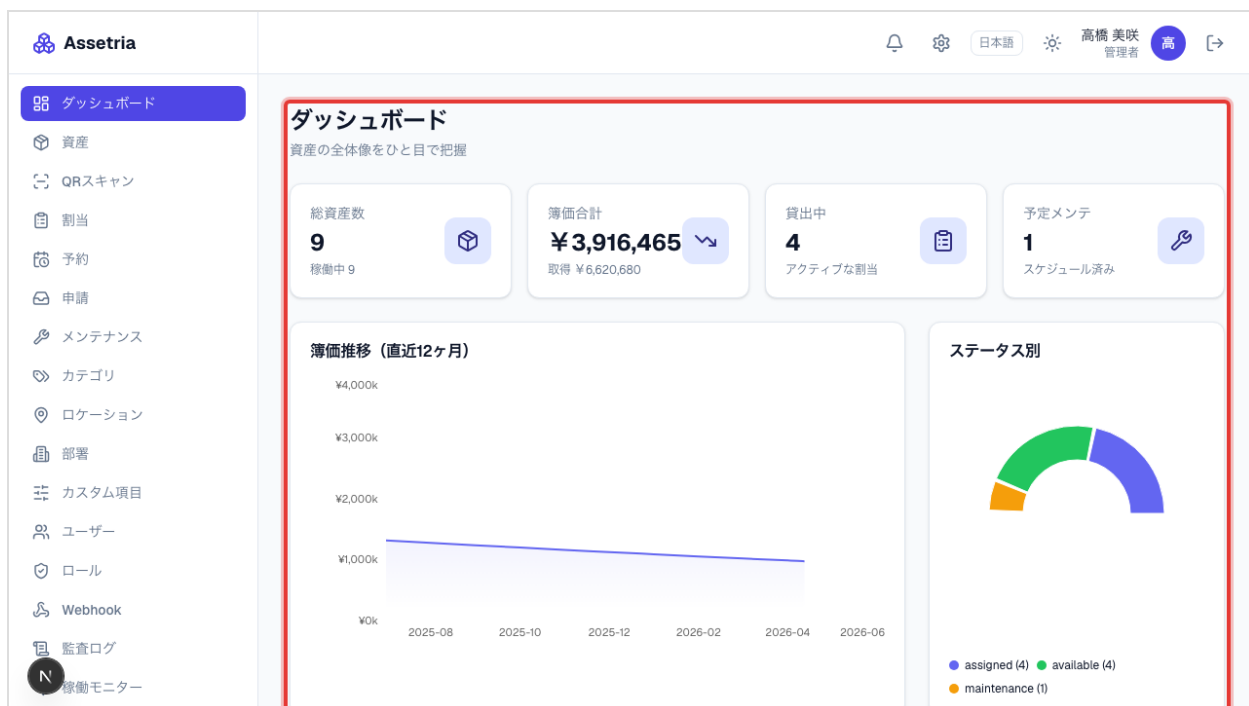 Assetria
日本語
高橋 美咲
管理者
高
ダッシュボード
資産
QRスキャン
割当
予約
申請
メンテナンス
カテゴリ
ロケーション
部署
カスタム項目
ユーザー
ロール
Webhook
監査ログ
稼働モニター
N
ダッシュボード
資産の全体像をひと目で把握
総資産数
9
稼働中 9
簿価合計
¥3,916,465
取得 ¥6,620,680
貸出中
4
アクティブな割当
予定メンテ
1
スケジュール済み
簿価推移（直近12ヶ月）
¥4,000k
¥3,000k
¥2,000k
¥1,000k
¥0k
2025-08 2025-10 2025-12 2026-02 2026-04 2026-06
ステータス別
assigned (4) available (4)
maintenance (1)